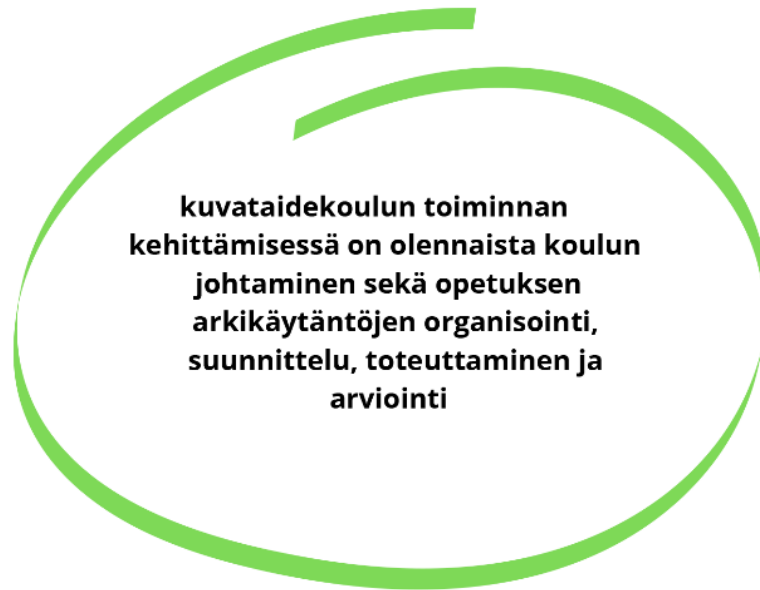 kuvataidekoulun toiminnan
kehittämisessä on olennaista koulun
johtaminen sekä opetuksen
arkikäytäntöjen organisointi,
suunnittelu, toteuttaminen ja
arviointi